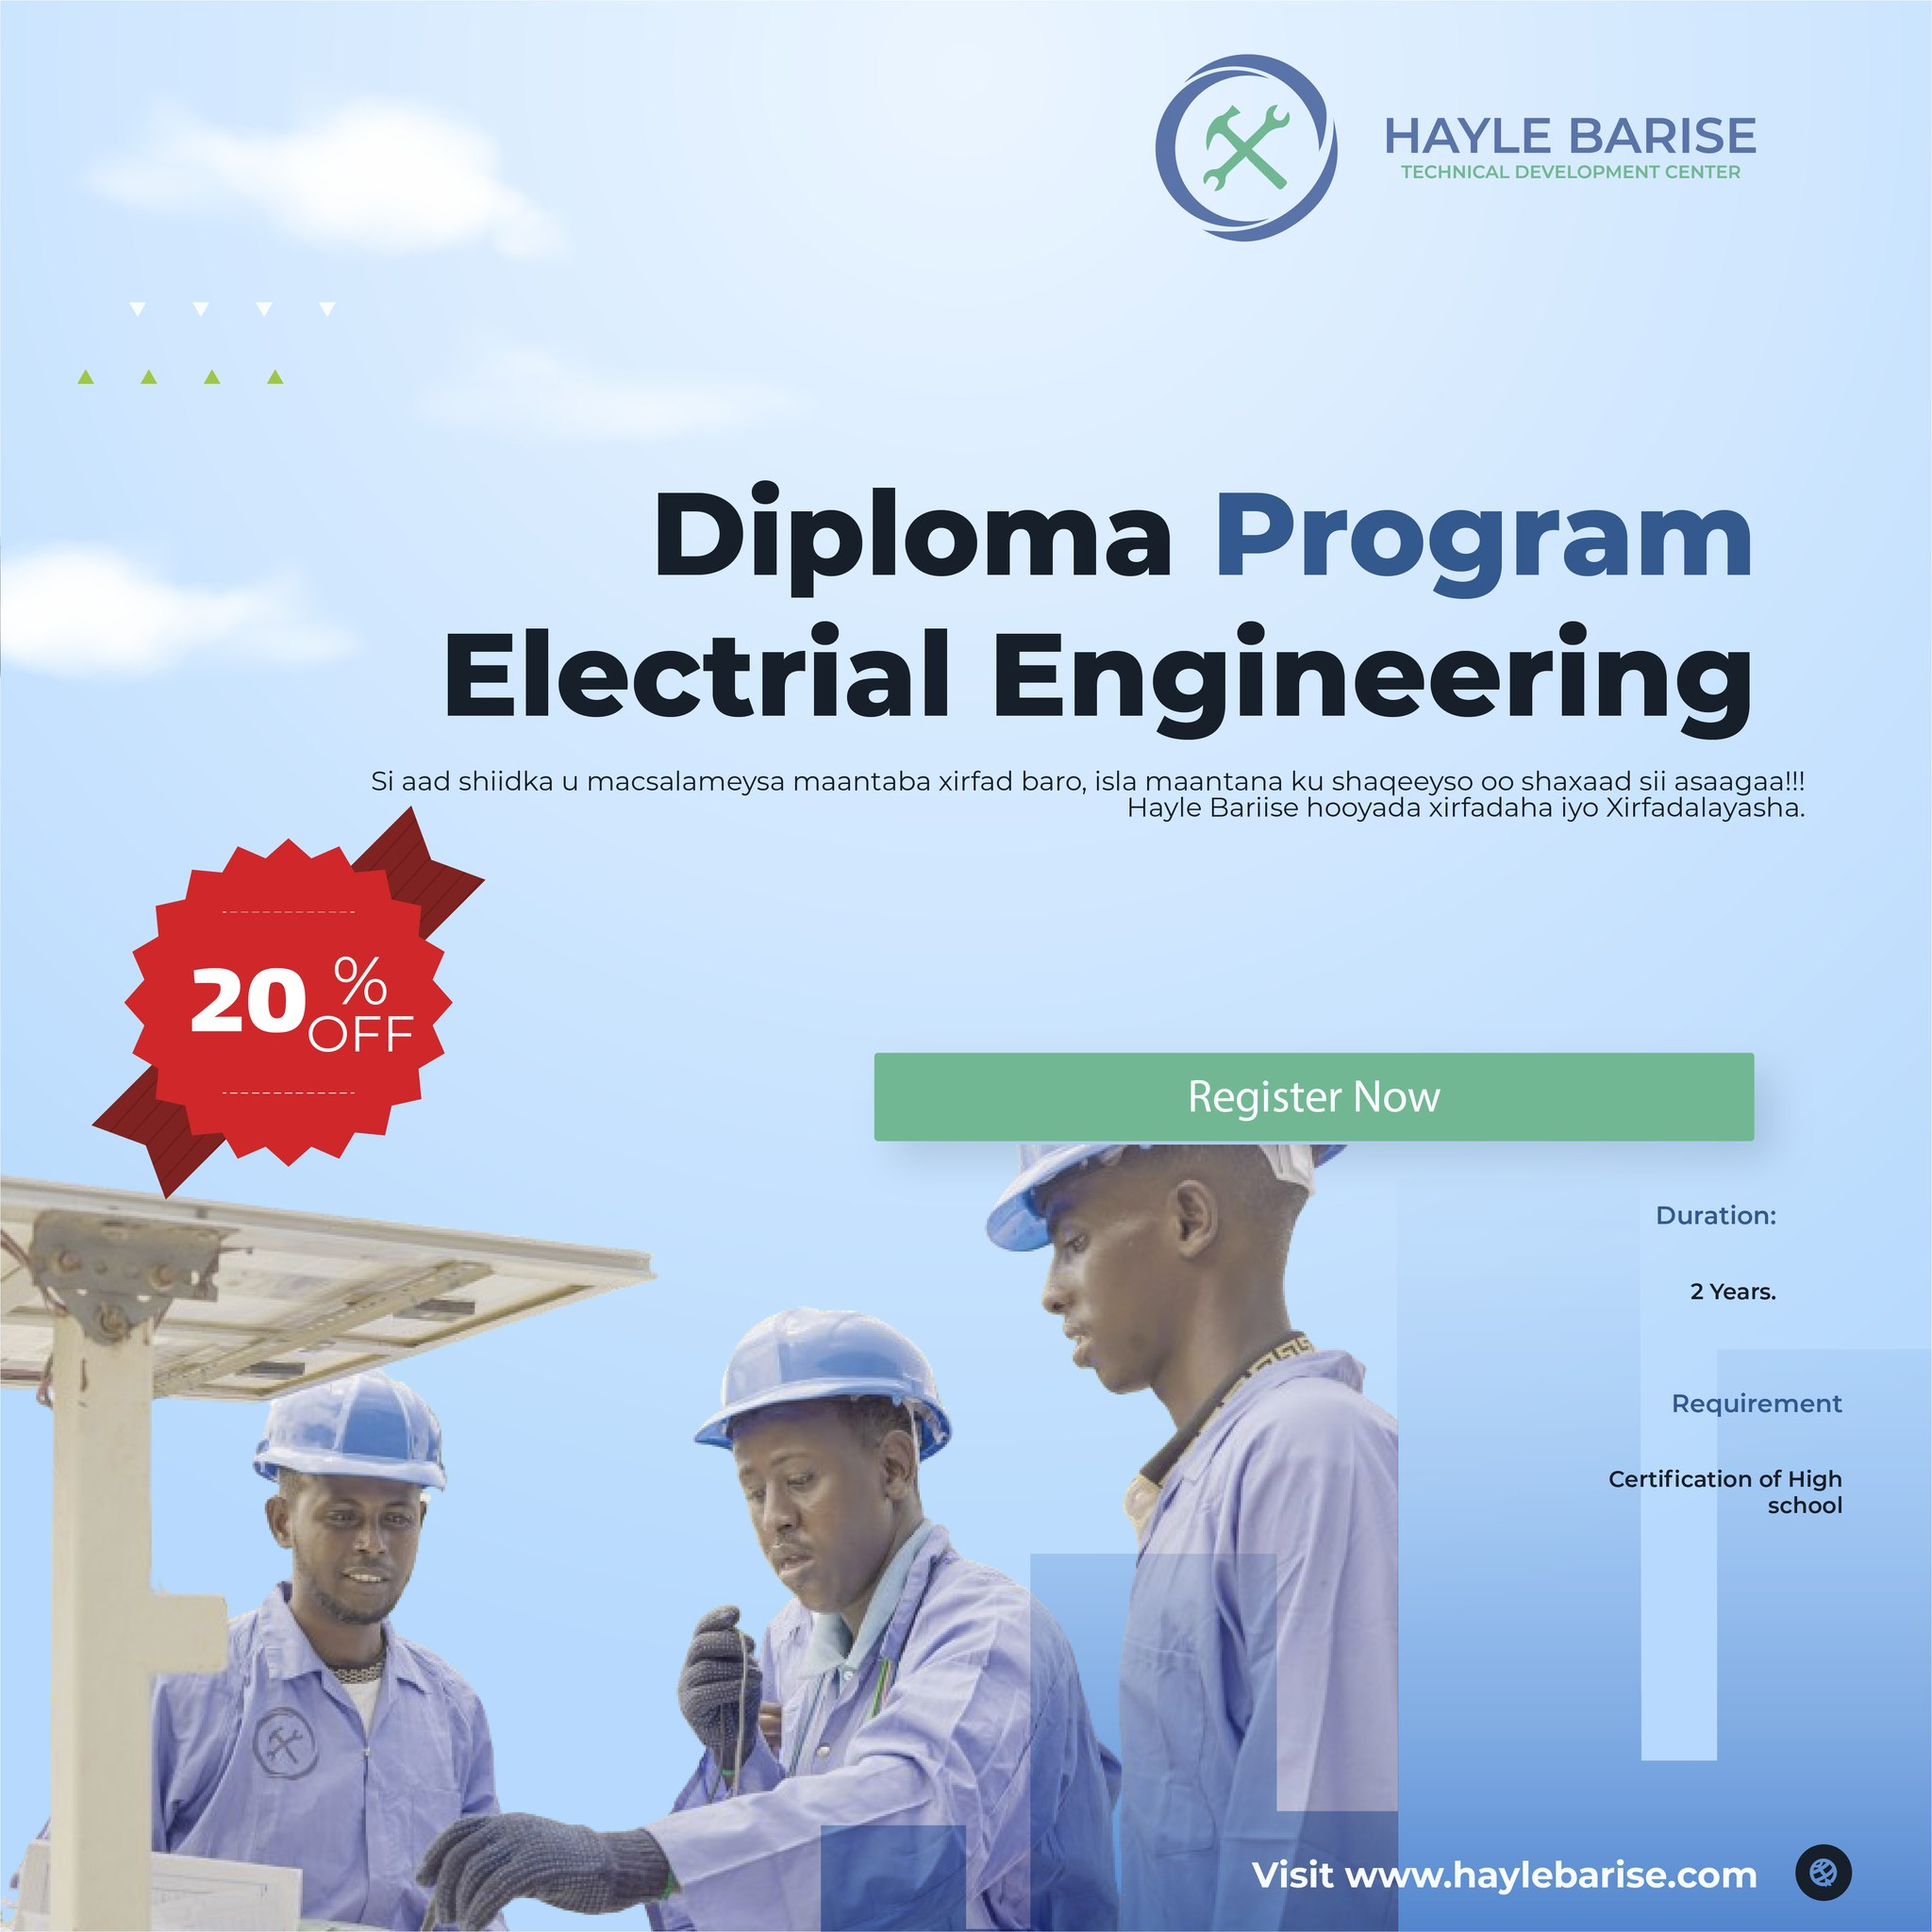 HAYLE BARISE
TECHNICAL DEVELOPMENT CENTER
Diploma Program
Electrial Engineering
Si aad shiidka u macsalameysa maantaba xirfad baro, isla maantana ku shaqeeyso oo shaxaad sii asaagaa!!!
Hayle Bariise hooyada xirfadaha iyo Xirfadalayasha.
20 %
OFF
Register Now
Duration:
2 Years.
Requirement
Certification of High
school
Visit www.haylebarise.com